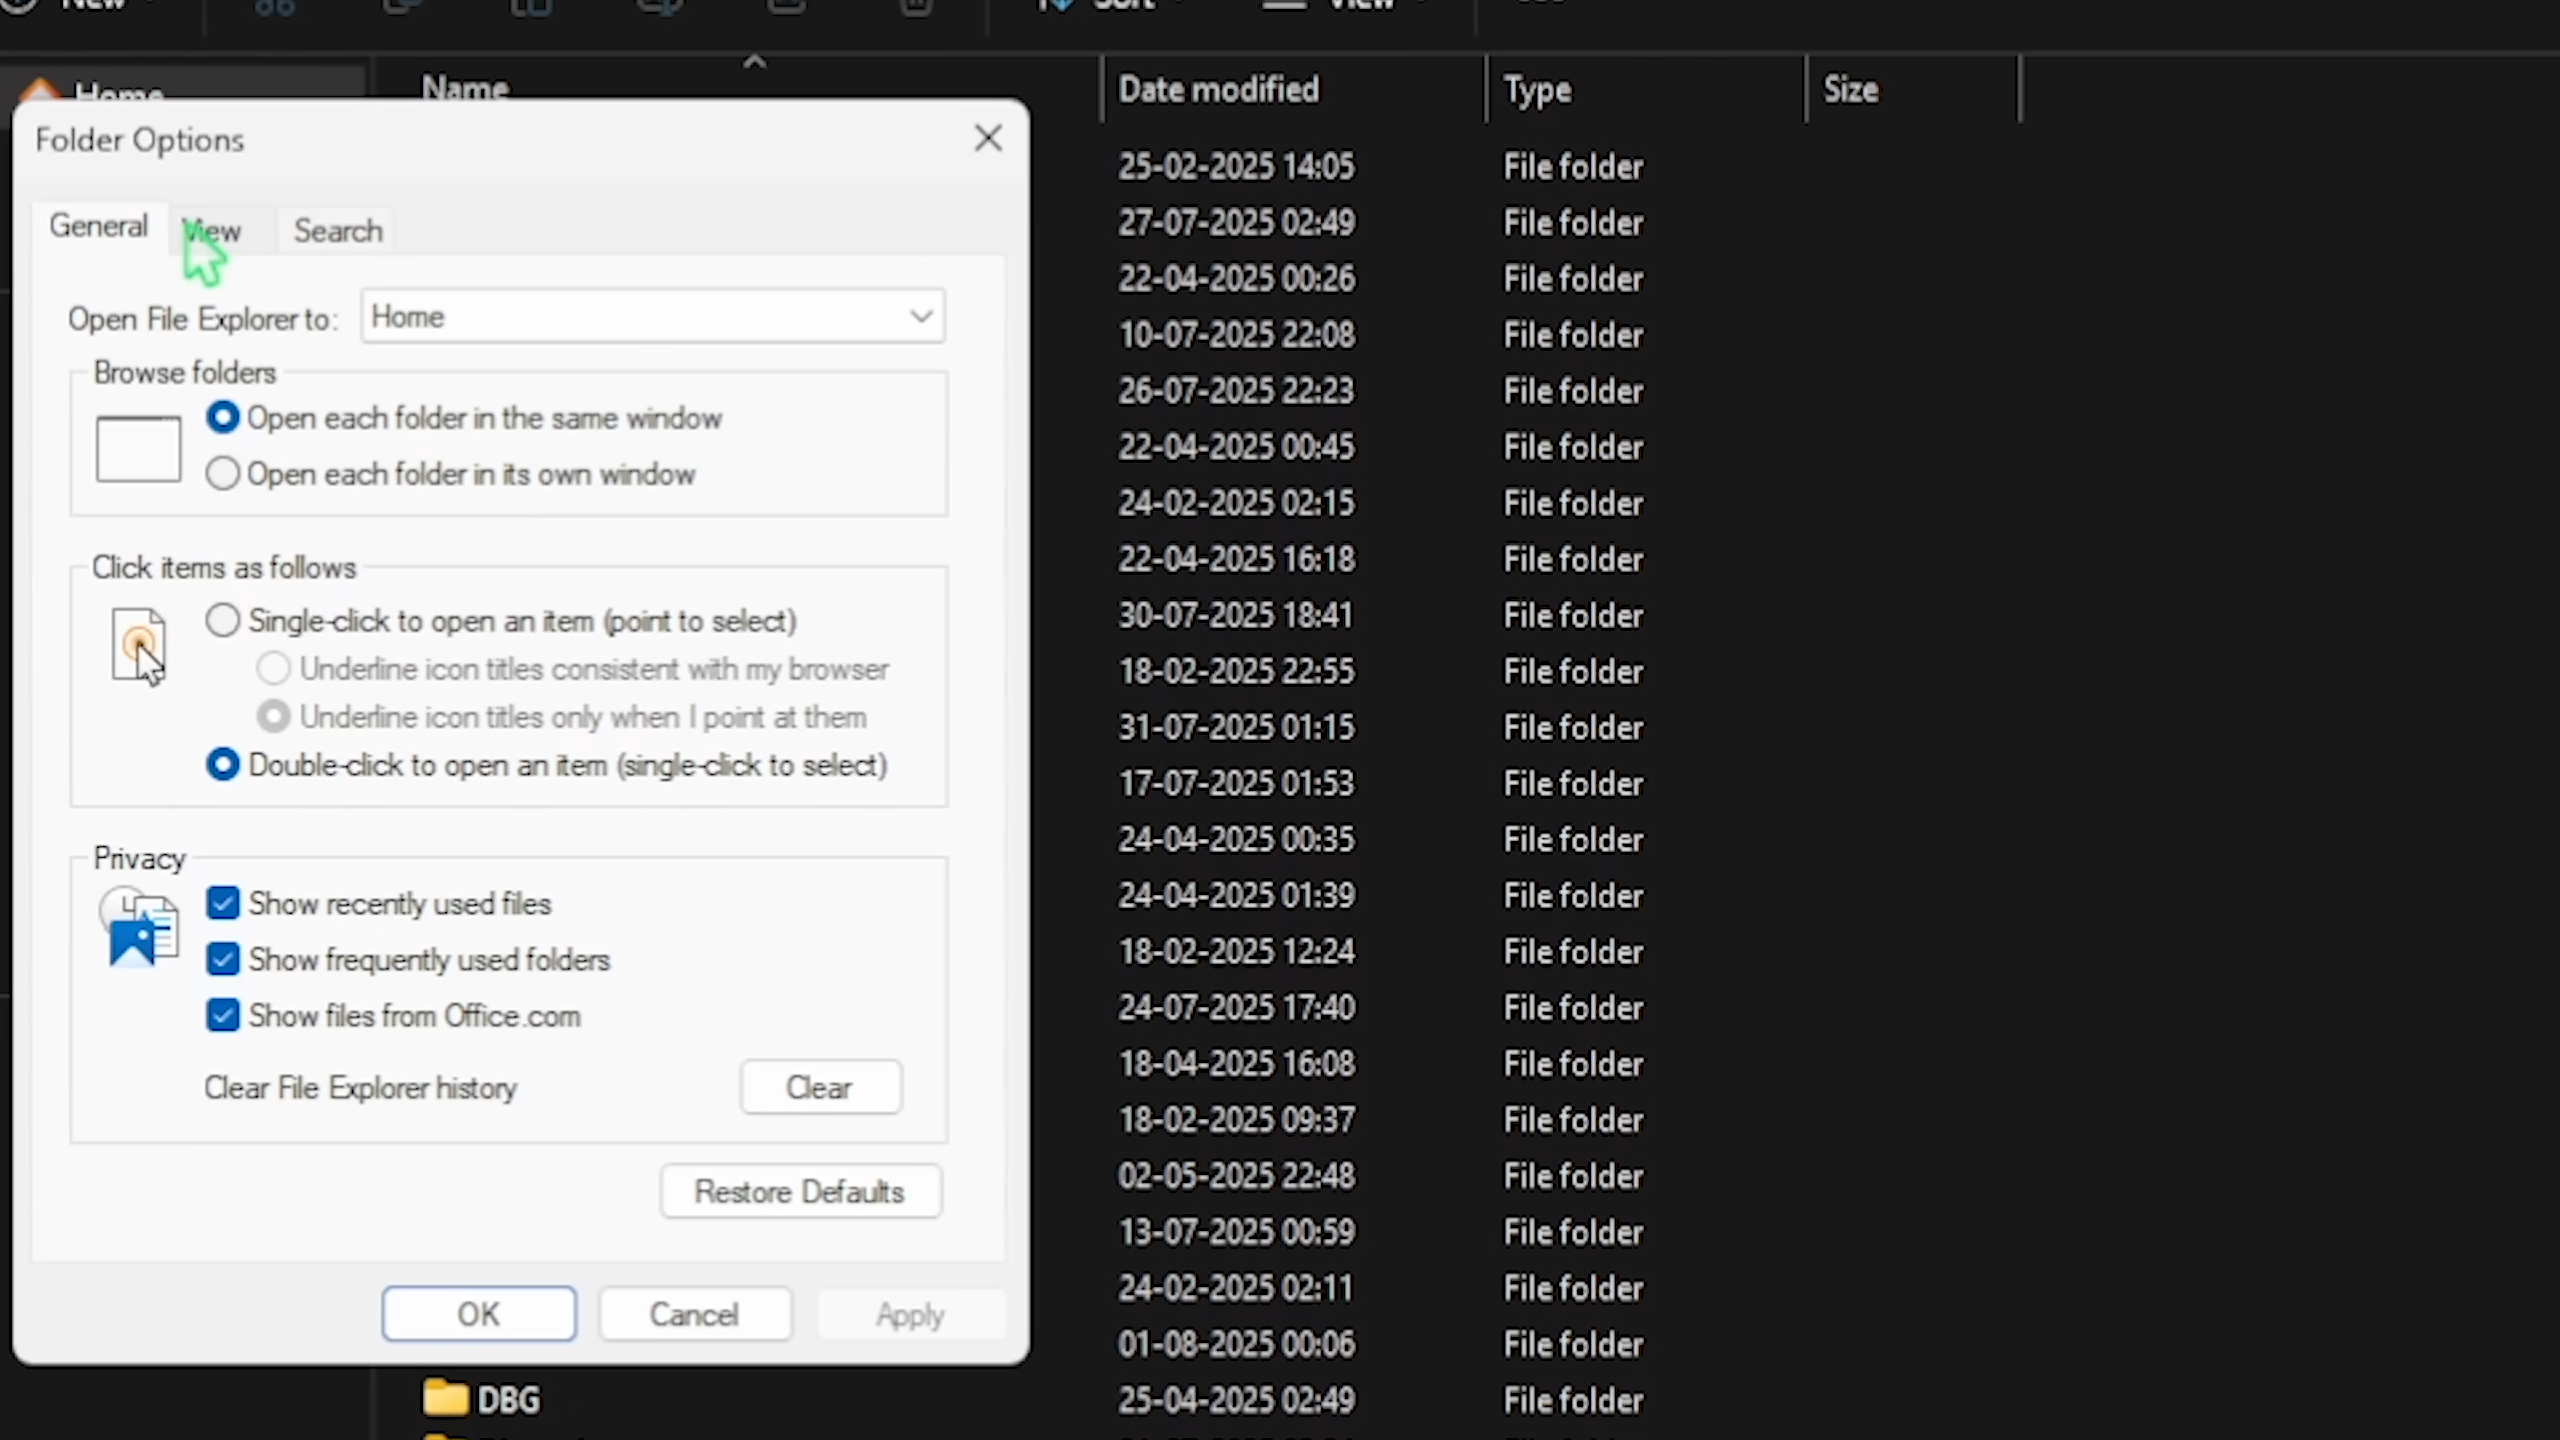 New
Sort
View
Home
Name
Date modified
Type
Size
Folder Options
General
View
Search
Open File Explorer to:
Home
Browse folders
Open each folder in the same window
Open each folder in its own window
Click items as follows
Single-click to open an item (point to select)
Underline icon titles consistent with my browser
Underline icon titles only when I point at them
Double-click to open an item (single-click to select)
Privacy
Show recently used files
Show frequently used folders
Show files from Office.com
Clear File Explorer history
Clear
Restore Defaults
OK
Cancel
Apply
25-02-2025 14:05 File folder
27-07-2025 02:49 File folder
22-04-2025 00:26 File folder
10-07-2025 22:08 File folder
26-07-2025 22:23 File folder
22-04-2025 00:45 File folder
24-02-2025 02:15 File folder
22-04-2025 16:18 File folder
30-07-2025 18:41 File folder
18-02-2025 22:55 File folder
31-07-2025 01:15 File folder
17-07-2025 01:53 File folder
24-04-2025 00:35 File folder
24-04-2025 01:39 File folder
18-02-2025 12:24 File folder
24-07-2025 17:40 File folder
18-04-2025 16:08 File folder
18-02-2025 09:37 File folder
02-05-2025 22:48 File folder
13-07-2025 00:59 File folder
24-02-2025 02:11 File folder
01-08-2025 00:06 File folder
DBG 25-04-2025 02:49 File folder